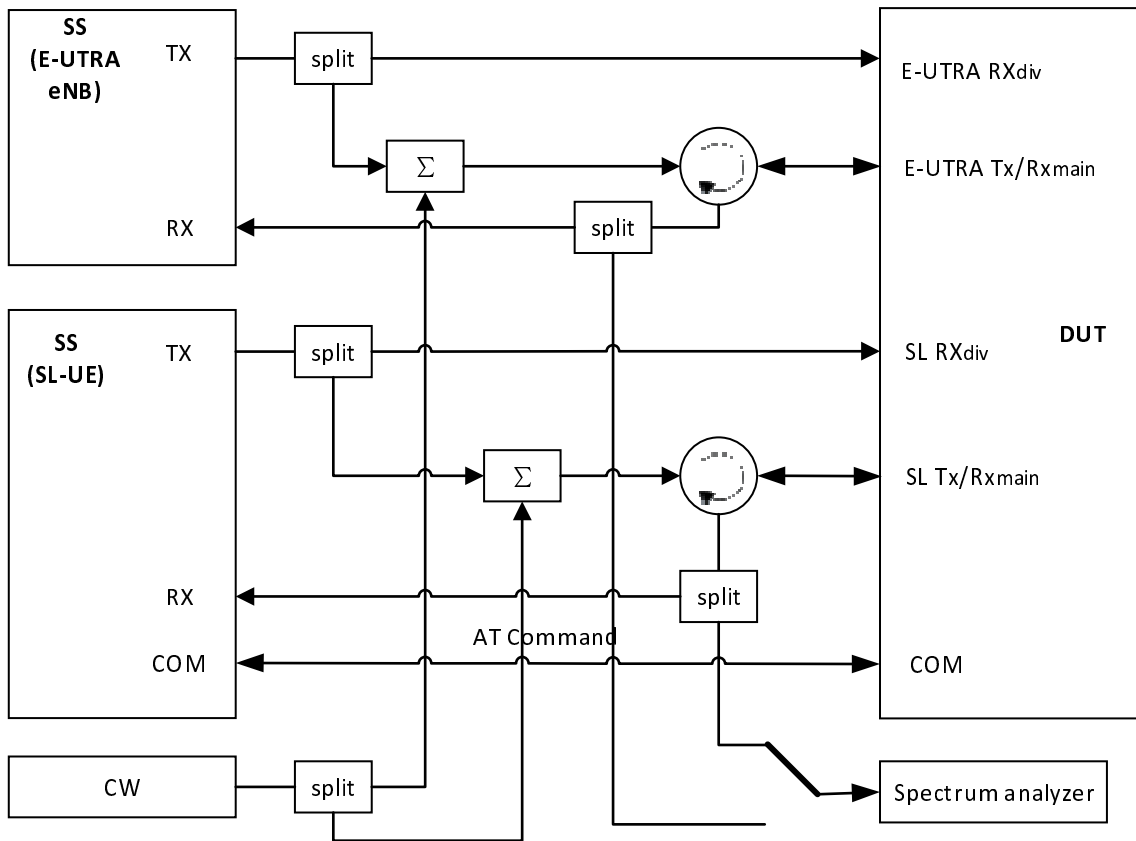 SS
(E-UTRA
eNB)
TX
split
E-UTRA RXdiv
Σ
E-UTRA Tx/Rxmain
RX
split
SS
(SL-UE)
TX
split
SL RXdiv
DUT
Σ
SL Tx/Rxmain
RX
split
AT Command
COM
COM
CW
split
Spectrum analyzer